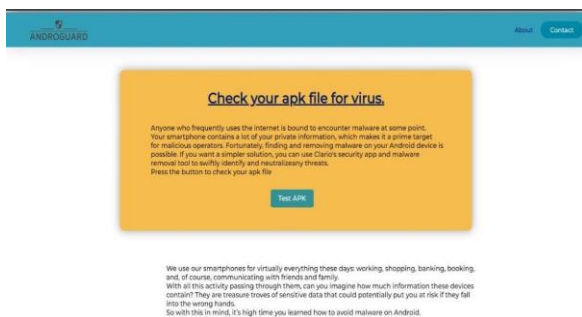 ANDROGUARD
About
Contact
Check your apk file for virus.
Anyone who frequently uses the internet is bound to encounter malware at some point.
Your smartphone contains a lot of your private information, which makes it a prime target
for malicious operators. Fortunately, finding and removing malware on your Android device is
possible. If you want a simpler solution, you can use Clario's security app and malware
removal tool to swiftly identify and neutralizeany threats.
Press the button to check your apk file
Test APK
We use our smartphones for virtually everything these days: working, shopping, banking, booking,
and, of course, communicating with friends and family.
With all this activity passing through them, can you imagine how much information these devices
contain? They are treasure troves of sensitive data that could potentially put you at risk if they fall
into the wrong hands.
So with this in mind, it's high time you learned how to avoid malware on Android.